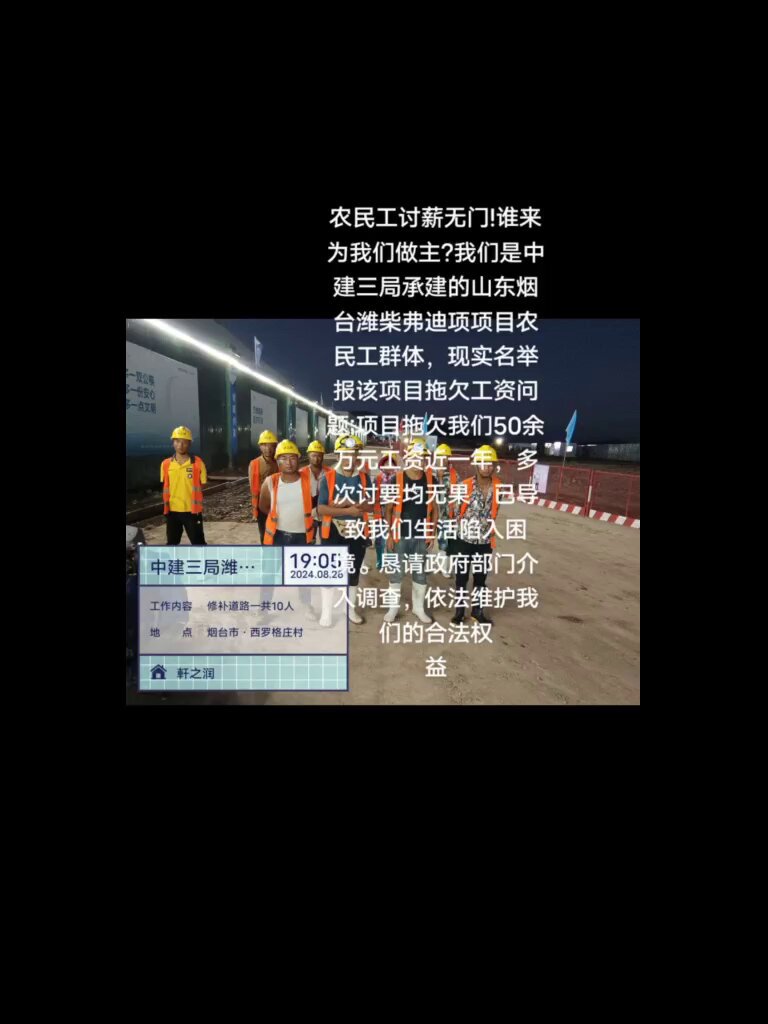 农民工讨薪无门!谁来
为我们做主?我们是中
建三局承建的山东烟
台潍柴弗迪项项目农
民工群体，现实名举
报该项目拖欠工资问
题:项目拖欠我们50余
万元工资近一年，多
次讨要均无果，已导
致我们生活陷入困
境。恳请政府部门介
入调查，依法维护我
们的合法权
益
中建三局潍…
19:05
2024.08.26
工作内容 修补道路一共10人
地 点 烟台市·西罗格庄村
軒之润